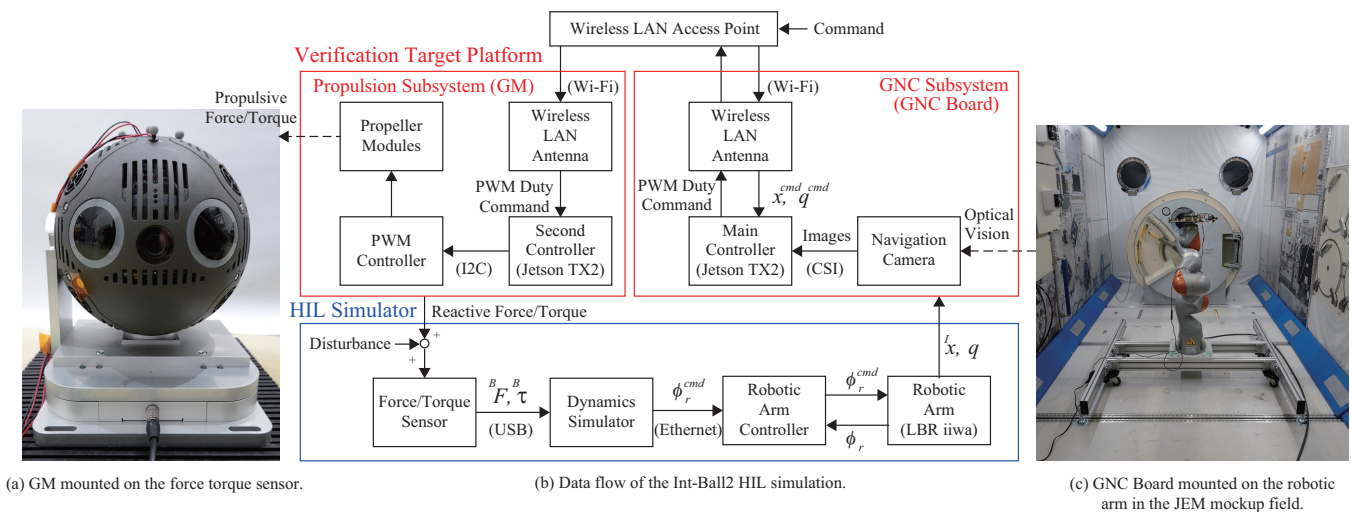 Wireless LAN Access Point
Command
Verification Target Platform
Propulsion Subsystem (GM)
(Wi-Fi)
(Wi-Fi)
GNC Subsystem
(GNC Board)
Propulsive
Force/Torque
Propeller
Modules
Wireless
LAN
Antenna
Wireless
LAN
Antenna
PWM Duty
Command
PWM Duty
Command
x^{cmd}, q^{cmd}
Optical
Vision
PWM
Controller
(I2C)
Second
Controller
(Jetson TX2)
Main
Controller
(Jetson TX2)
Images
(CSI)
Navigation
Camera
HIL Simulator
Reactive Force/Torque
Disturbance
+
+
^{I}x, q
Force/Torque
Sensor
^{B}F, ^{B}τ
(USB)
Dynamics
Simulator
ϕ_r^{cmd}
(Ethernet)
Robotic
Arm
Controller
ϕ_r^{cmd}
ϕ_r
Robotic
Arm
(LBR iiwa)
(a) GM mounted on the force torque sensor.
(b) Data flow of the Int-Ball2 HIL simulation.
(c) GNC Board mounted on the robotic
arm in the JEM mockup field.